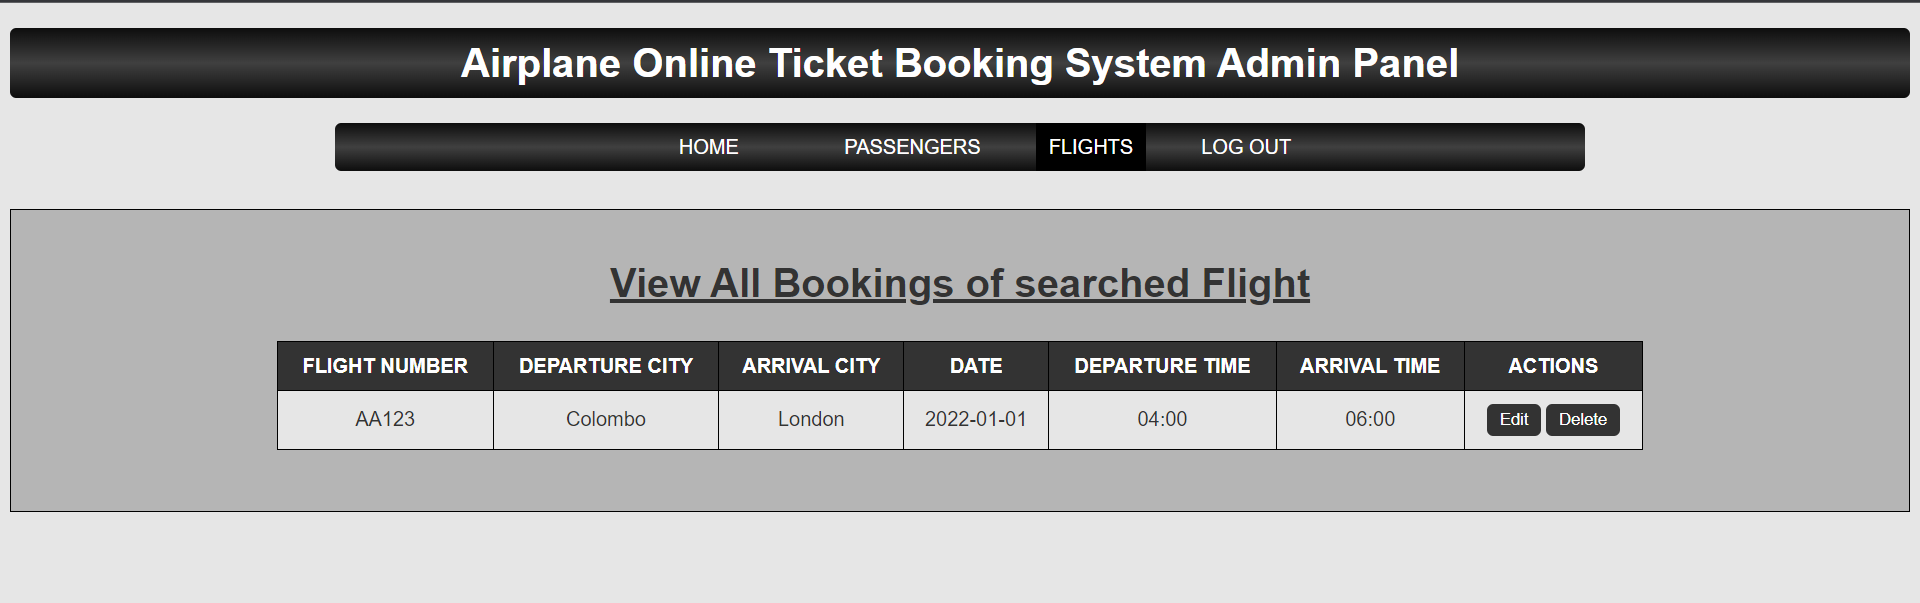 Airplane Online Ticket Booking System Admin Panel
HOME PASSENGERS FLIGHTS LOG OUT
View All Bookings of searched Flight
FLIGHT NUMBER DEPARTURE CITY ARRIVAL CITY DATE DEPARTURE TIME ARRIVAL TIME ACTIONS
AA123 Colombo London 2022-01-01 04:00 06:00 Edit Delete